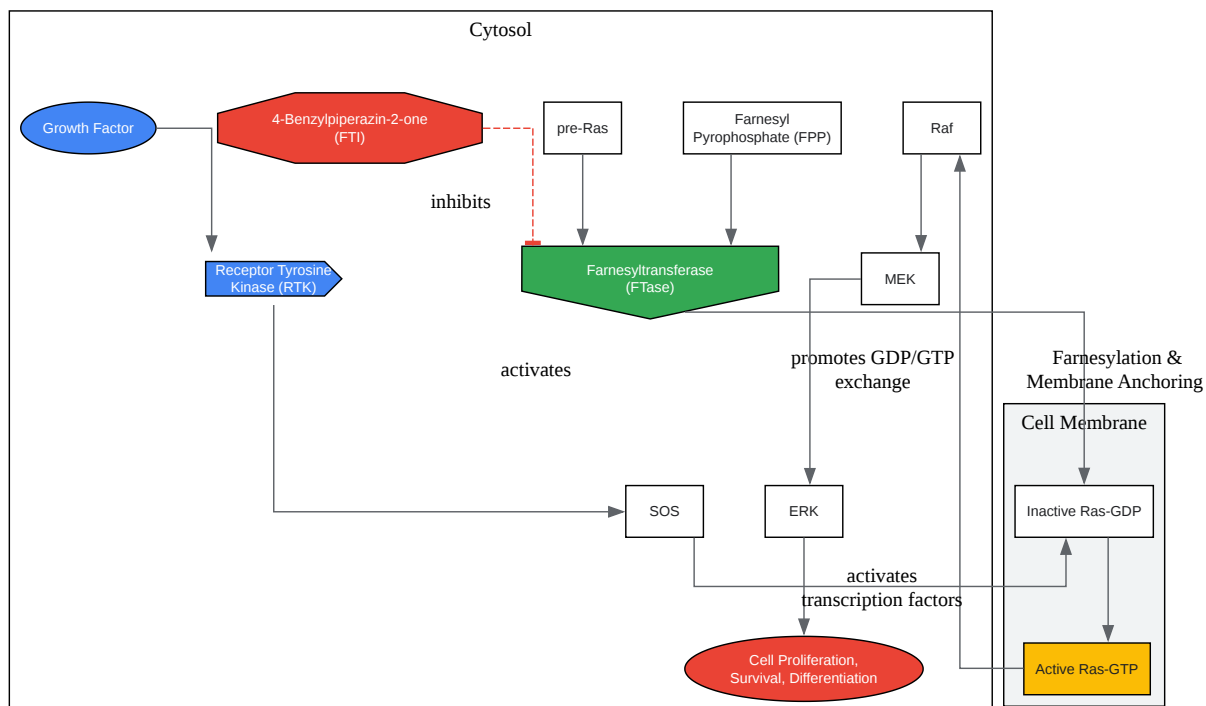 Cytosol
Growth Factor
4-Benzylpiperazin-2-one
(FTI)
pre-Ras
Farnesyl
Pyrophosphate (FPP)
Raf
inhibits
Receptor Tyrosine
Kinase (RTK)
Farnesyltransferase
(FTase)
MEK
activates
promotes GDP/GTP
exchange
Farnesylation &
Membrane Anchoring
Cell Membrane
SOS
ERK
Inactive Ras-GDP
activates
transcription factors
Cell Proliferation,
Survival, Differentiation
Active Ras-GTP